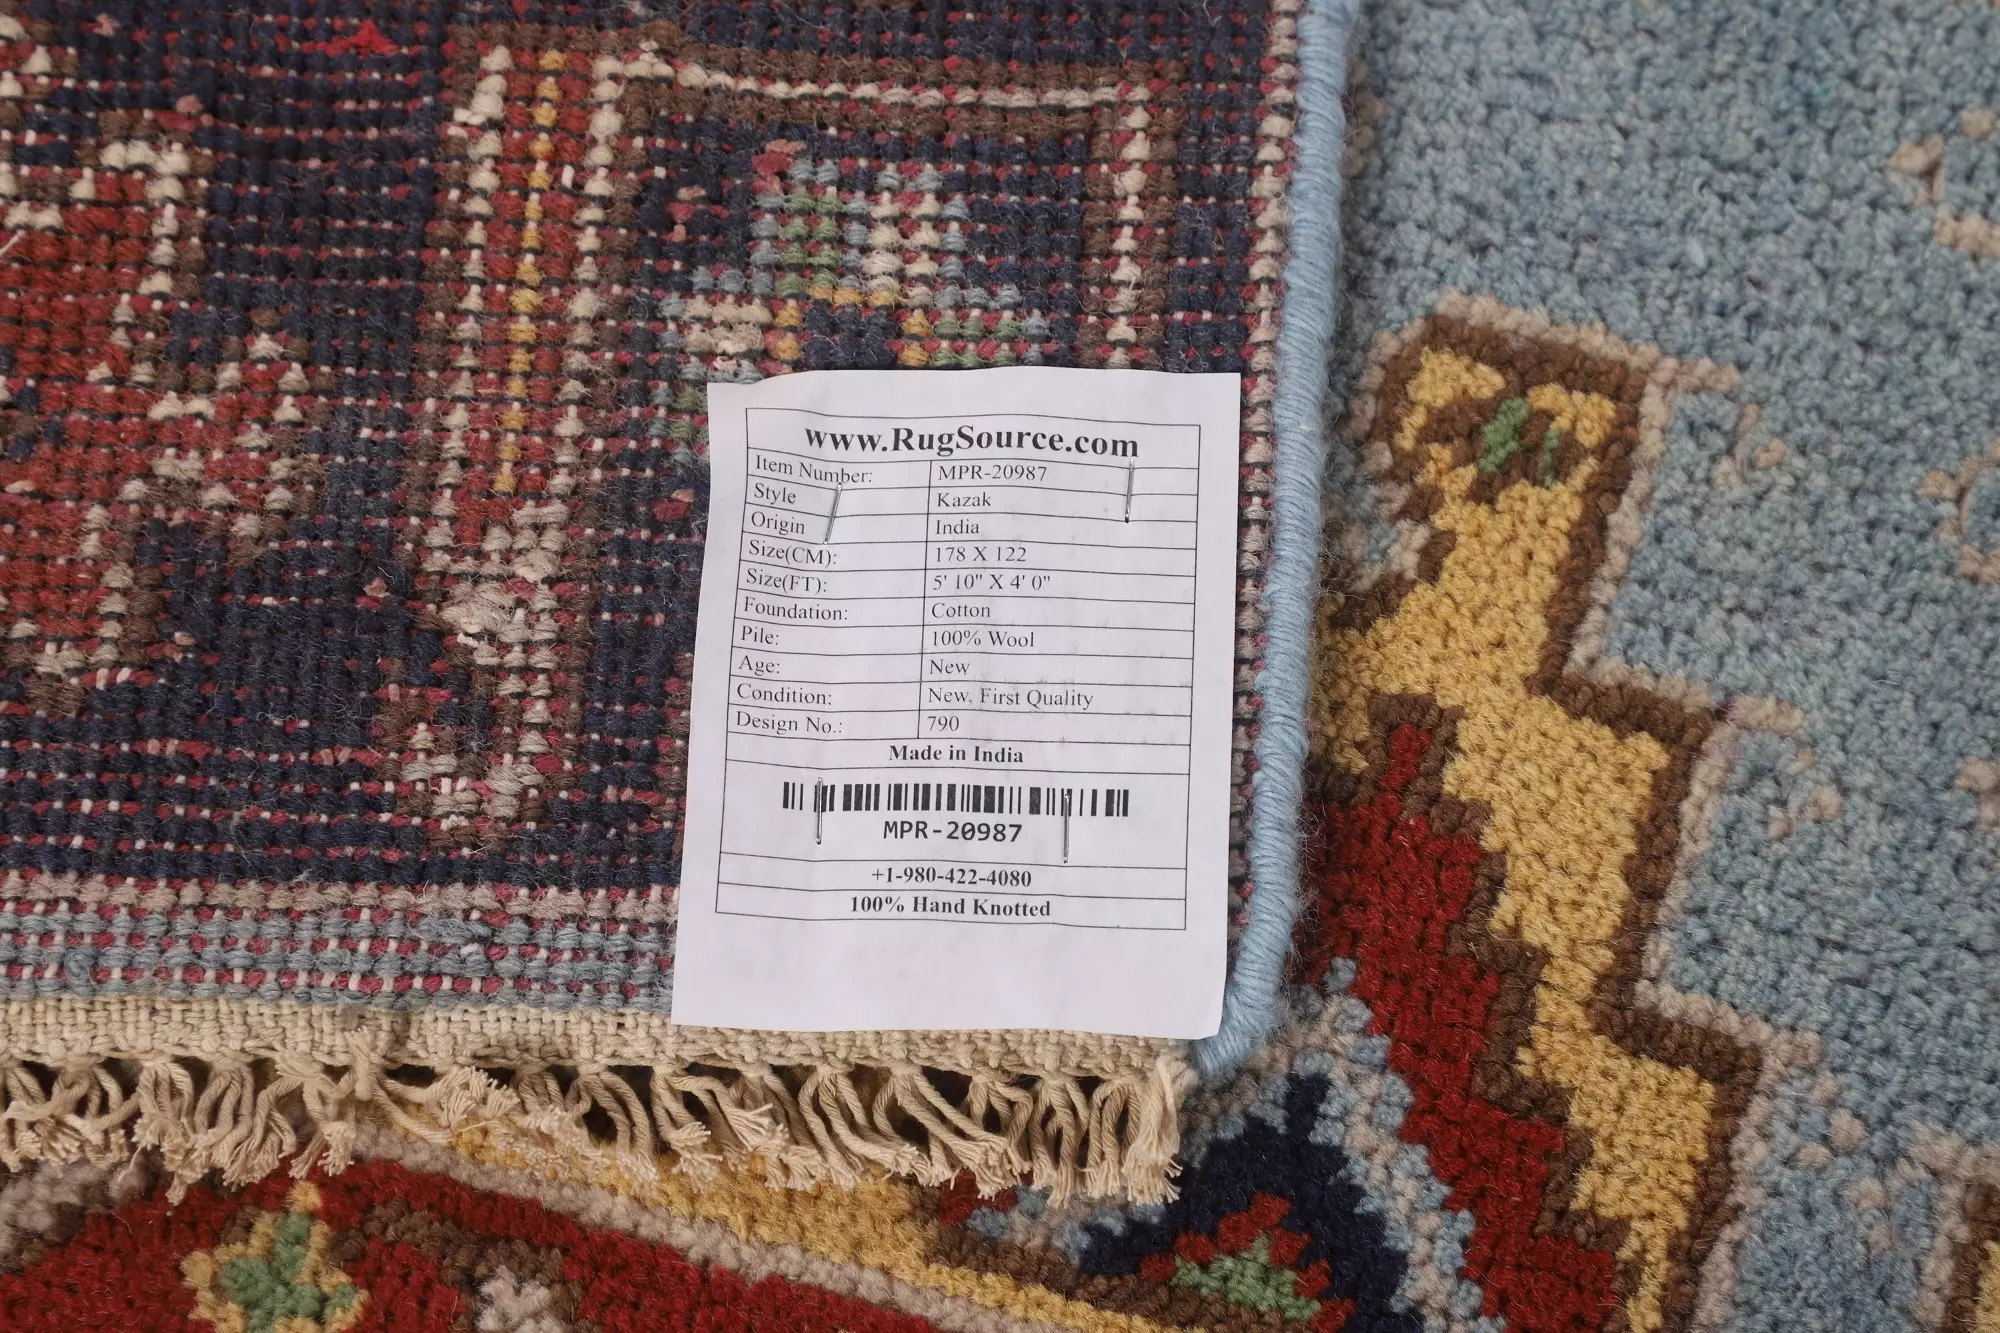 www.RugSource.com
Item Number: MPR-20987
Style Kazak
Origin India
Size(CM): 178 X 122
Size(FT): 5' 10" X 4' 0"
Foundation: Cotton
Pile: 100% Wool
Age: New
Condition: New, First Quality
Design No.: 790
Made in India
MPR-20987
+1-980-422-4080
100% Hand Knotted